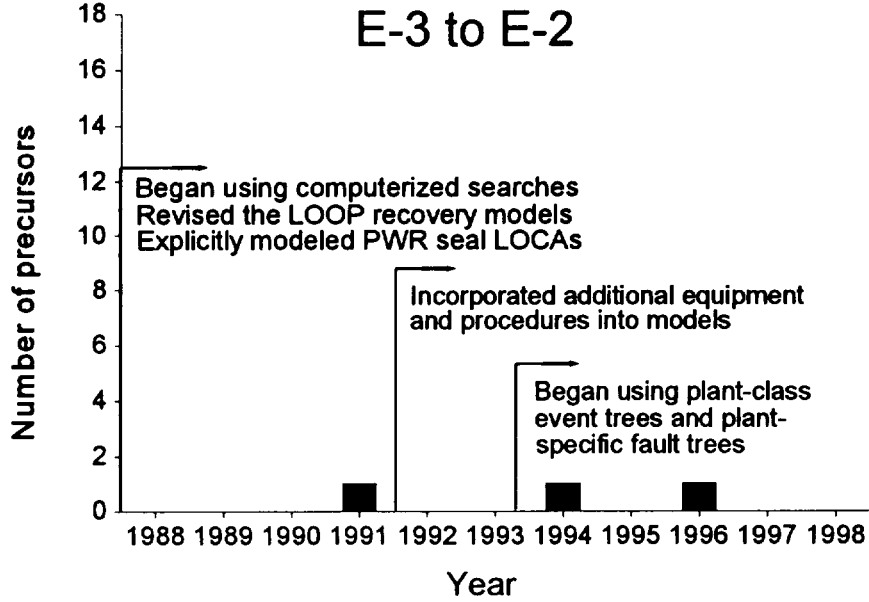 E-3 to E-2
Number of precursors
18
16
14
12
10
8
6
4
2
0
Began using computerized searches
Revised the LOOP recovery models
Explicitly modeled PWR seal LOCAs
Incorporated additional equipment
and procedures into models
Began using plant-class
event trees and plant-
specific fault trees
1988 1989 1990 1991 1992 1993 1994 1995 1996 1997 1998
Year